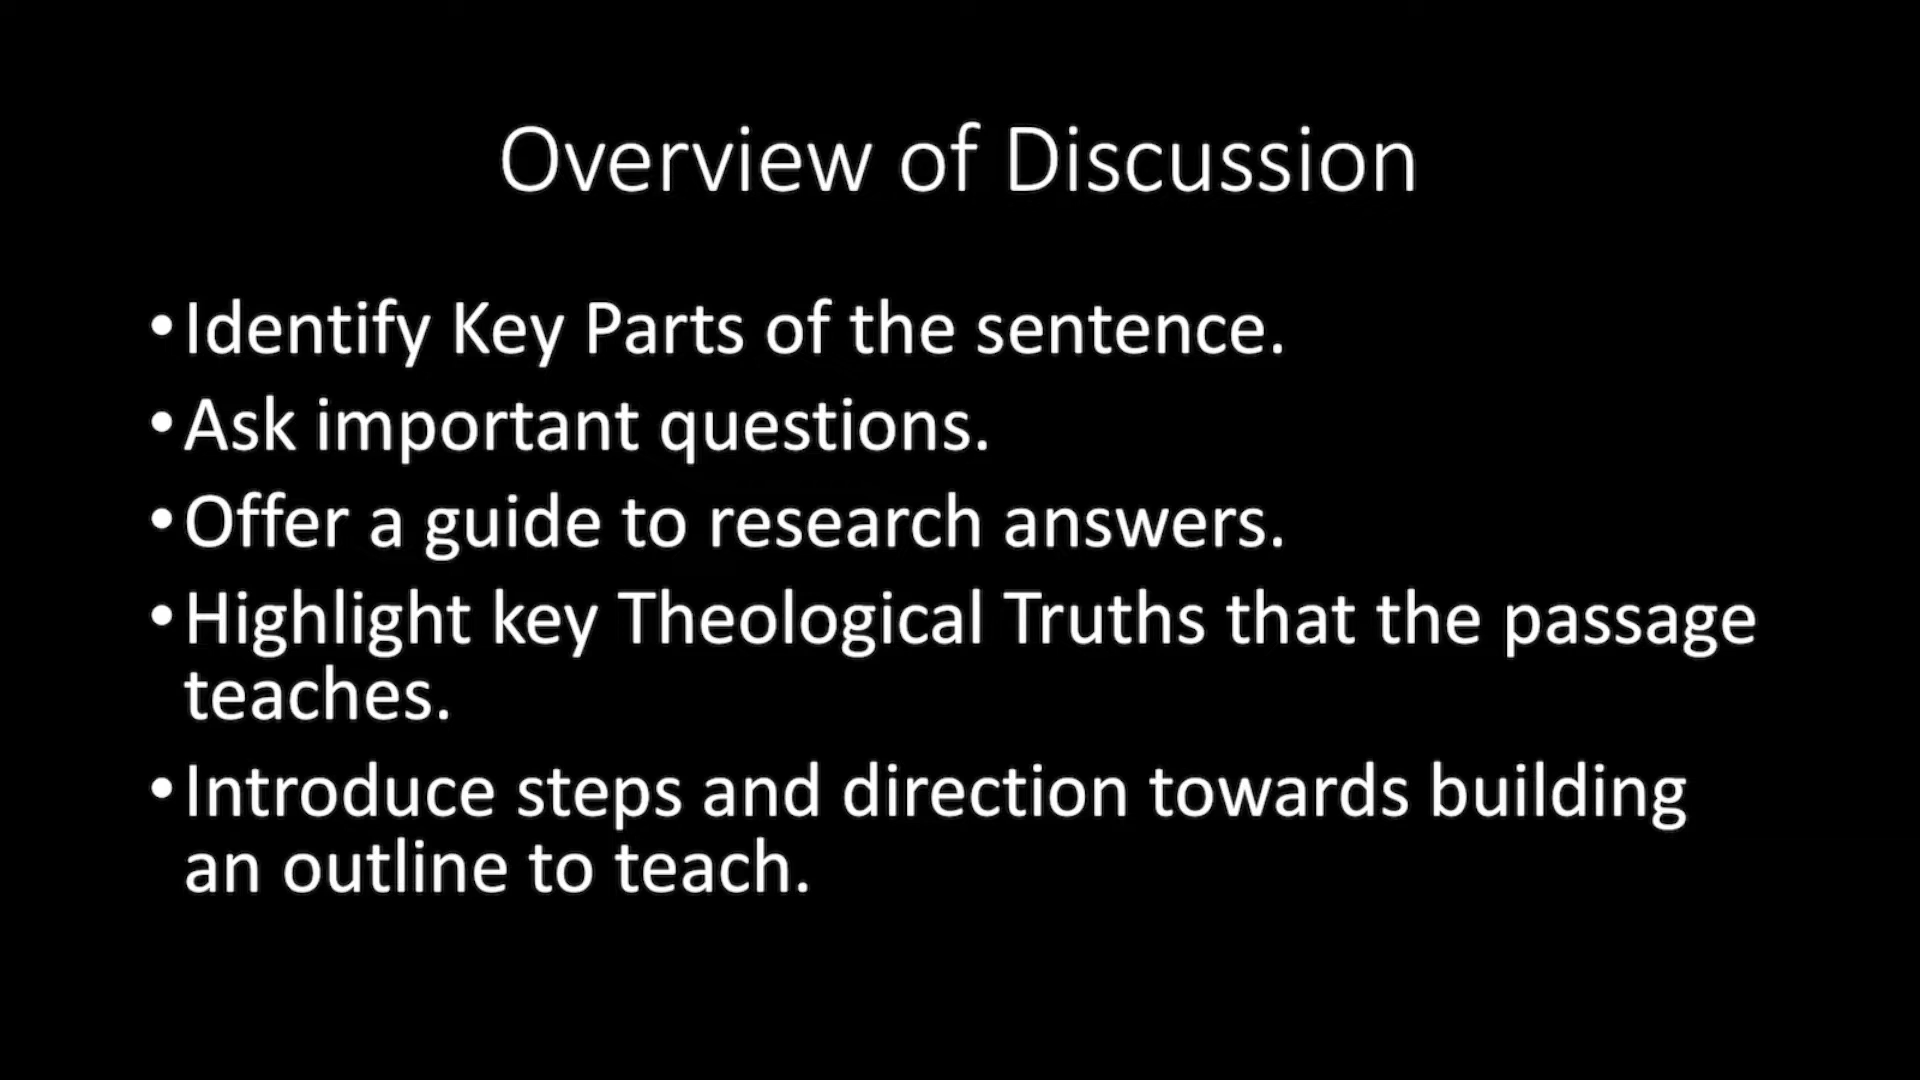 Overview of Discussion
•Identify Key Parts of the sentence.
•Ask important questions.
•Offer a guide to research answers.
•Highlight key Theological Truths that the passage
teaches.
•Introduce steps and direction towards building
an outline to teach.